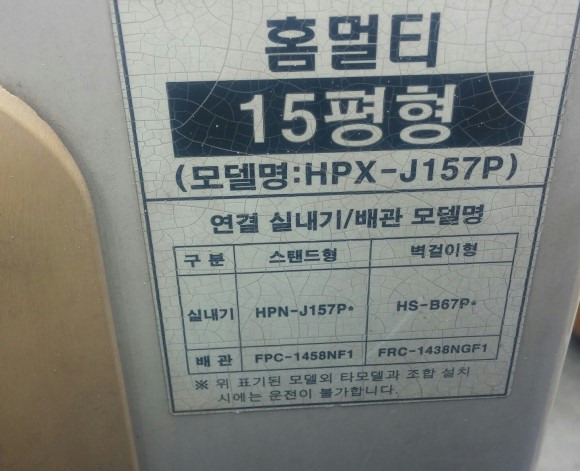 홈멀티
15평형
(모델명:HPX-J157P)
연결 실내기/배관 모델명
구분 스탠드형 벽걸이형
실내기 HPN-J157P* HS-B67P*
배관 FPC-1458NF1 FRC-1438NGF1
※ 위 표기된 모델외 타모델과 조합 설치
시에는 운전이 불가합니다.